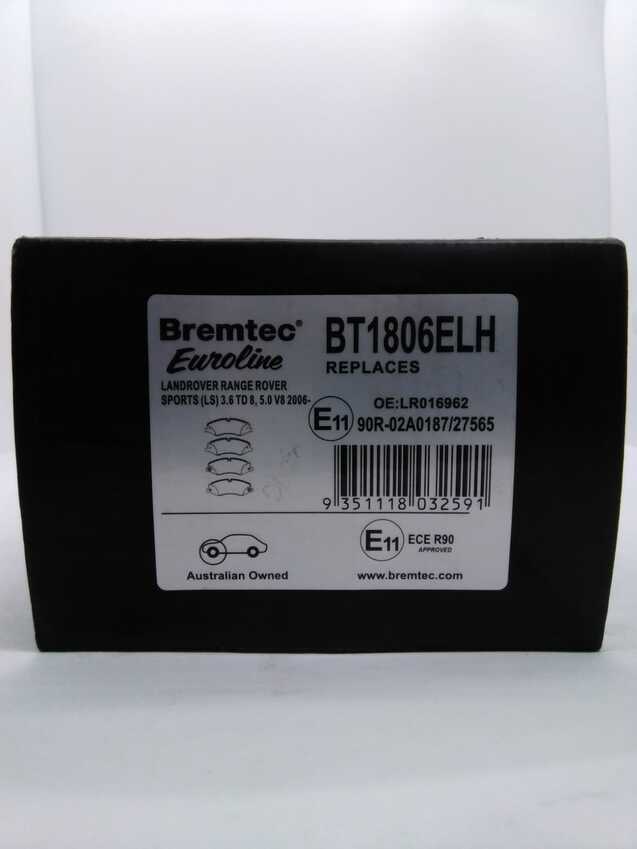 Bremtec®
Euroline
LANDROVER RANGE ROVER
SPORTS (LS) 3.6 TD 8, 5.0 V8 2006-
BT1806ELH
REPLACES
OE:LR016962
E11 90R-02A0187/27565
9 351118 032591
Australian Owned
E11 ECE R90
APPROVED
www.bremtec.com